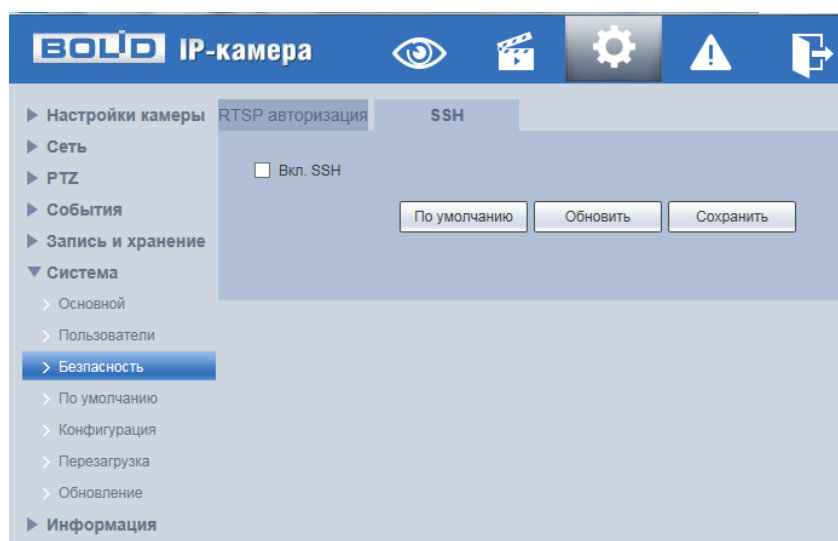 BOLID IP-камера
Настройки камеры
Сеть
PTZ
События
Запись и хранение
Система
Основной
Пользователи
Безпасность
По умолчанию
Конфигурация
Перезагрузка
Обновление
Информация
RTSP авторизация
SSH
Вкл. SSH
По умолчанию
Обновить
Сохранить